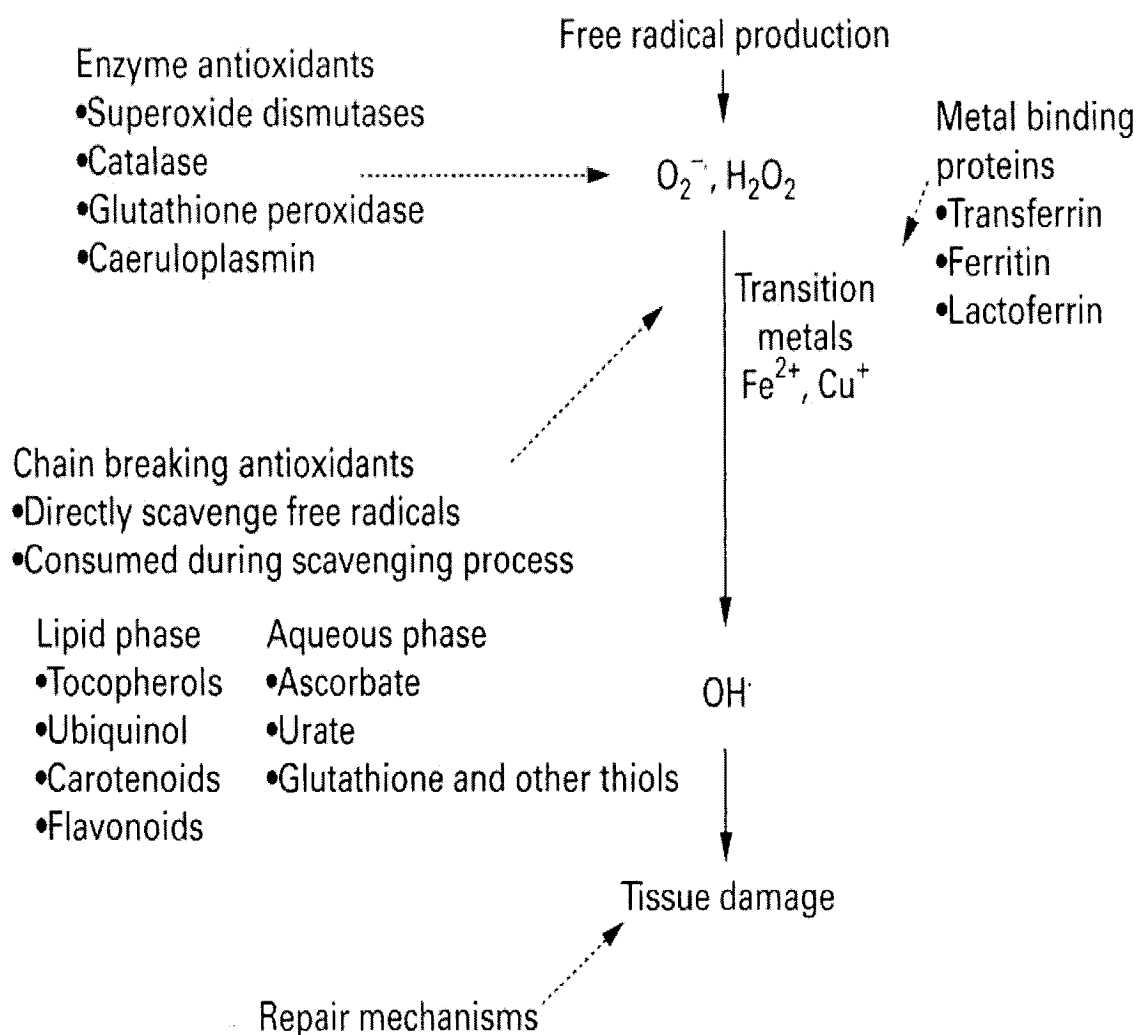 Free radical production
Enzyme antioxidants
•Superoxide dismutases
•Catalase
•Glutathione peroxidase
•Caeruloplasmin
O₂⁻·, H₂O₂
Metal binding
proteins
•Transferrin
•Ferritin
•Lactoferrin
Transition
metals
Fe²⁺, Cu⁺
Chain breaking antioxidants
•Directly scavenge free radicals
•Consumed during scavenging process
Lipid phase
•Tocopherols
•Ubiquinol
•Carotenoids
•Flavonoids
Aqueous phase
•Ascorbate
•Urate
•Glutathione and other thiols
OH·
Tissue damage
Repair mechanisms